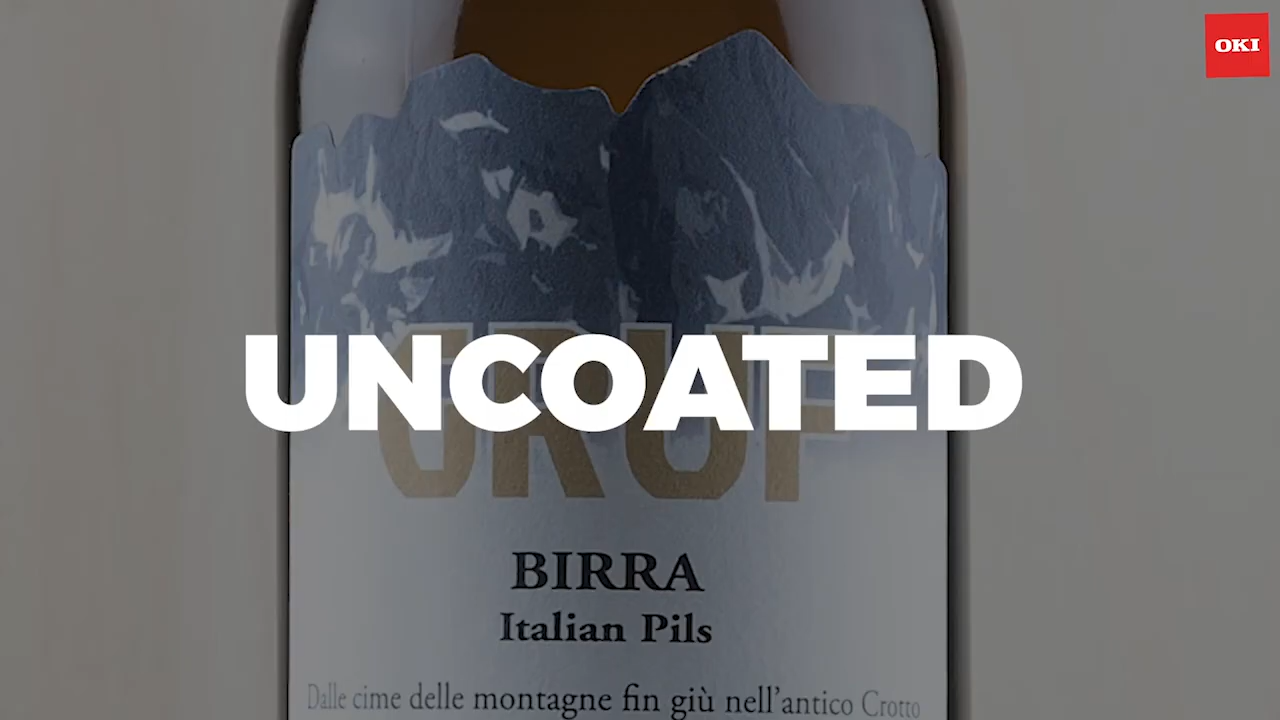 OKI
UNCOATED
BIRRA
Italian Pils
Dalle cime delle montagne fin giù nell'antico Crotto